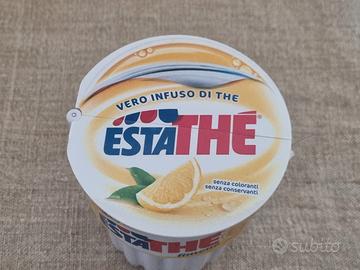 VERO INFUSO DI THE
ESTATHÉ
senza coloranti
senza conservanti
ESTATHÉ
subito